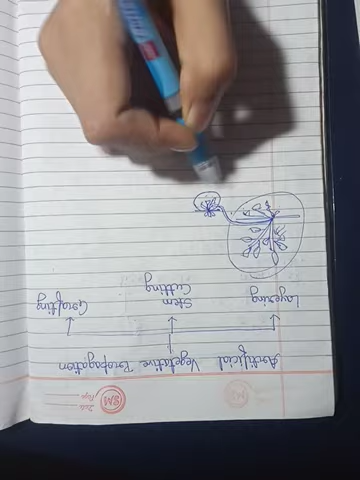 Artificial Vegetative Propagation
Layering
Stem
Cutting
Grafting